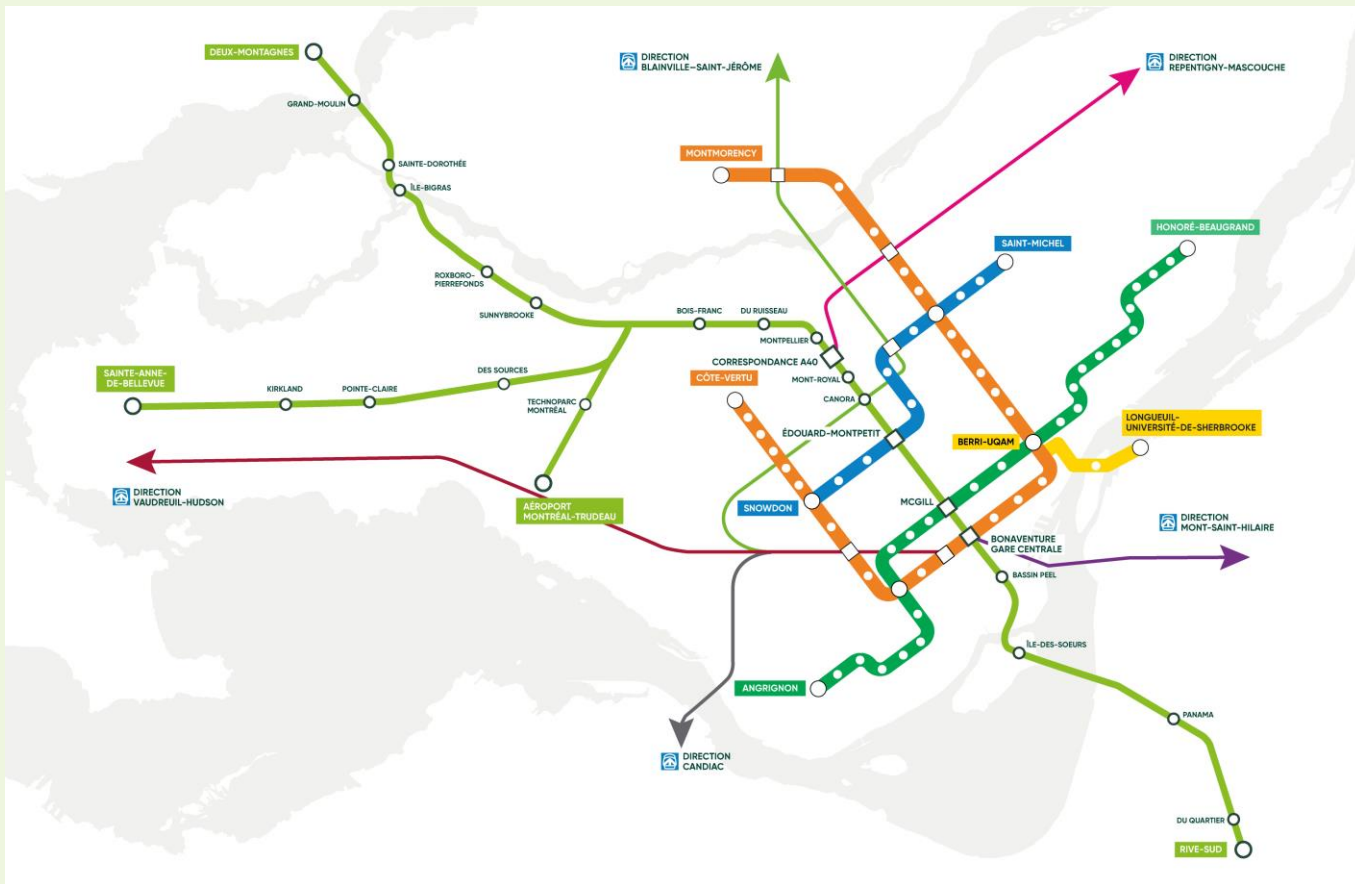 DEUX-MONTAGNES
GRAND-MOULIN
SAINTE-DOROTHÉE
ÎLE-BIGRAS
ROXBORO-
PIERREFONDS
SUNNYBROOKE
BOIS-FRANC
DU RUISSEAU
MONTPELLIER
CORRESPONDANCE A40
MONT-ROYAL
CANORA
ÉDOUARD-MONTPETIT
MCGILL
BONAVENTURE
GARE CENTRALE
BASSIN PEEL
ÎLE-DES-SOEURS
PANAMA
DU QUARTIER
RIVE-SUD
SAINTE-ANNE-
DE-BELLEVUE
KIRKLAND
POINTE-CLAIRE
DES SOURCES
TECHNOPARC
MONTRÉAL
AÉROPORT
MONTRÉAL-TRUDEAU
DIRECTION
BLAINVILLE–SAINT-JÉRÔME
DIRECTION
REPENTIGNY-MASCOUCHE
MONTMORENCY
SAINT-MICHEL
HONORÉ-BEAUGRAND
CÔTE-VERTU
SNOWDON
BERRI-UQAM
LONGUEUIL-
UNIVERSITÉ-DE-SHERBROOKE
ANGRIGNON
DIRECTION
VAUDREUIL-HUDSON
DIRECTION
MONT-SAINT-HILAIRE
DIRECTION
CANDIAC